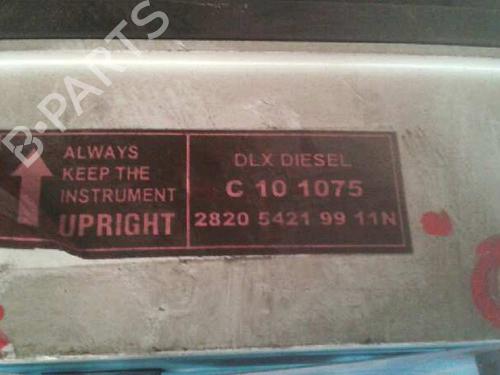 B-PARTS
ALWAYS
KEEP THE
INSTRUMENT
UPRIGHT
DLX DIESEL
C 10 1075
2820 5421 99 11N